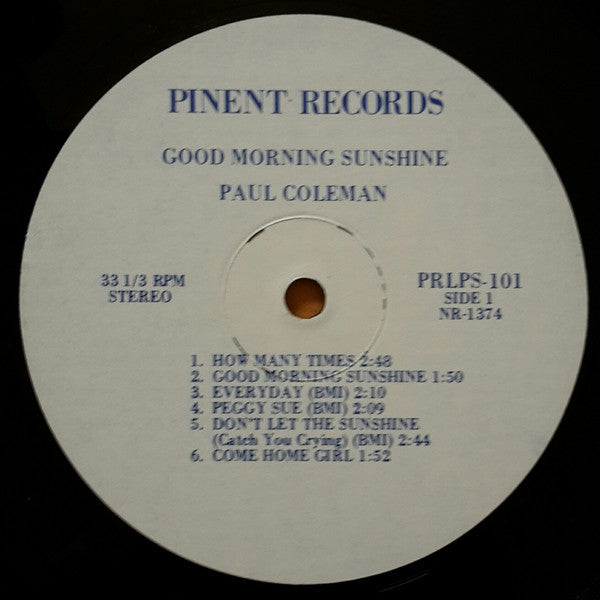 PINENT RECORDS
GOOD MORNING SUNSHINE
PAUL COLEMAN
33 1/3 RPM
STEREO
PRLPS-101
SIDE 1
NR-1374
1. HOW MANY TIMES 2:48
2. GOOD MORNING SUNSHINE 1:50
3. EVERYDAY (BMI) 2:10
4. PEGGY SUE (BMI) 2:09
5. DON'T LET THE SUNSHINE
(Catch You Crying) (BMI) 2:44
6. COME HOME GIRL 1:52